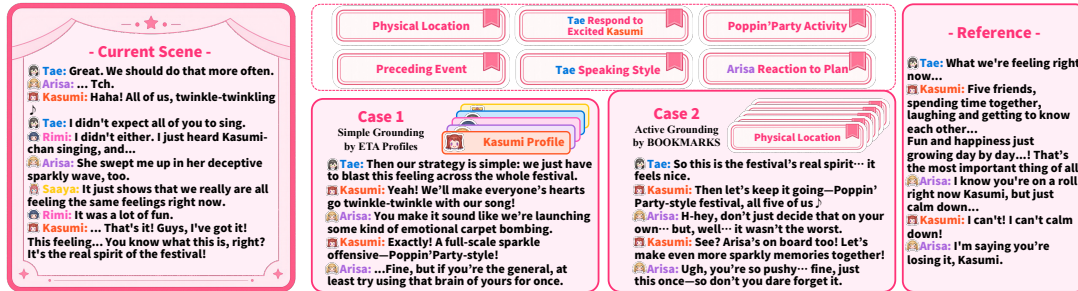 - Current Scene -
Tae: Great. We should do that more often.
Arisa: ... Tch.
Kasumi: Haha! All of us, twinkle-twinkling
♪
Tae: I didn't expect all of you to sing.
Rimi: I didn't either. I just heard Kasumi-
chan singing, and...
Arisa: She swept me up in her deceptive
sparkly wave, too.
Saaya: It just shows that we really are all
feeling the same feelings right now.
Rimi: It was a lot of fun.
Kasumi: ... That's it! Guys, I've got it!
This feeling... You know what this is, right?
It's the real spirit of the festival!
Physical Location
Tae Respond to
Excited Kasumi
Poppin'Party Activity
Preceding Event
Tae Speaking Style
Arisa Reaction to Plan
Case 1
Simple Grounding
by ETA Profiles
Kasumi Profile
Tae: Then our strategy is simple: we just have
to blast this feeling across the whole festival.
Kasumi: Yeah! We'll make everyone's hearts
go twinkle-twinkle with our song!
Arisa: You make it sound like we're launching
some kind of emotional carpet bombing.
Kasumi: Exactly! A full-scale sparkle
offensive—Poppin'Party-style!
Arisa: ...Fine, but if you're the general, at
least try using that brain of yours for once.
Case 2
Active Grounding
by BOOKMARKS
Physical Location
Tae: So this is the festival's real spirit… it
feels nice.
Kasumi: Then let's keep it going—Poppin'
Party-style festival, all five of us♪
Arisa: H-hey, don't just decide that on your
own… but, well… it wasn't the worst.
Kasumi: See? Arisa's on board too! Let's
make even more sparkly memories together!
Arisa: Ugh, you're so pushy… fine, just
this once—so don't you dare forget it.
- Reference -
Tae: What we're feeling right
now...
Kasumi: Five friends,
spending time together,
laughing and getting to know
each other...
Fun and happiness just
growing day by day...! That's
the most important thing of all
Arisa: I know you're on a roll
right now Kasumi, but just
calm down...
Kasumi: I can't! I can't calm
down!
Arisa: I'm saying you're
losing it, Kasumi.